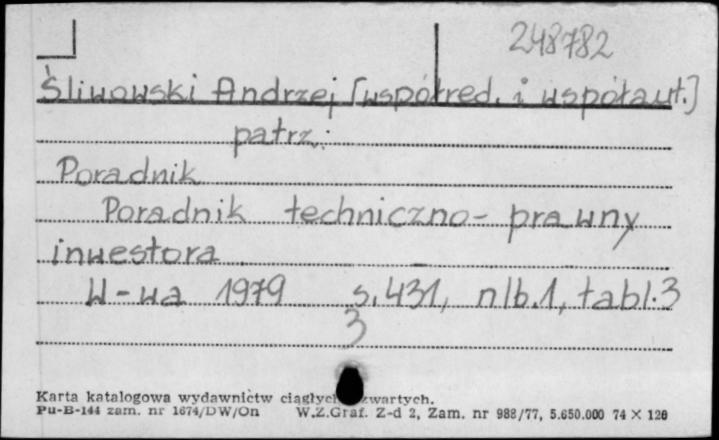 248782
Śliwowski Andrzej [współred. i współaut.]
patrz:
Poradnik
Poradnik techniczno-prawny
inwestora.
W-wa 1979 s. 431, nlb. 1, tabl. 3
3
Karta katalogowa wydawnictw ciągłych zwartych.
Pu-B-144 zam. nr 1674/DW/On W.Z.Graf. Z-d 2, Zam. nr 988/77, 5.650.000 74 X 120